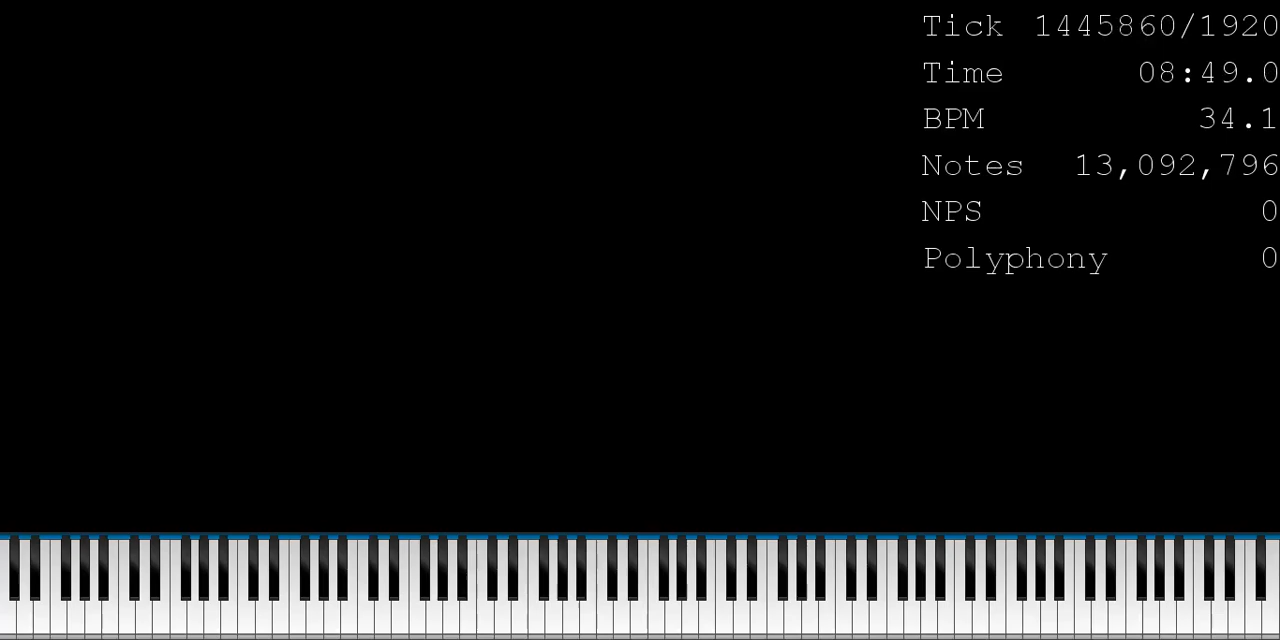 Tick 1445860/1920
Time 08:49.0
BPM 34.1
Notes 13,092,796
NPS 0
Polyphony 0